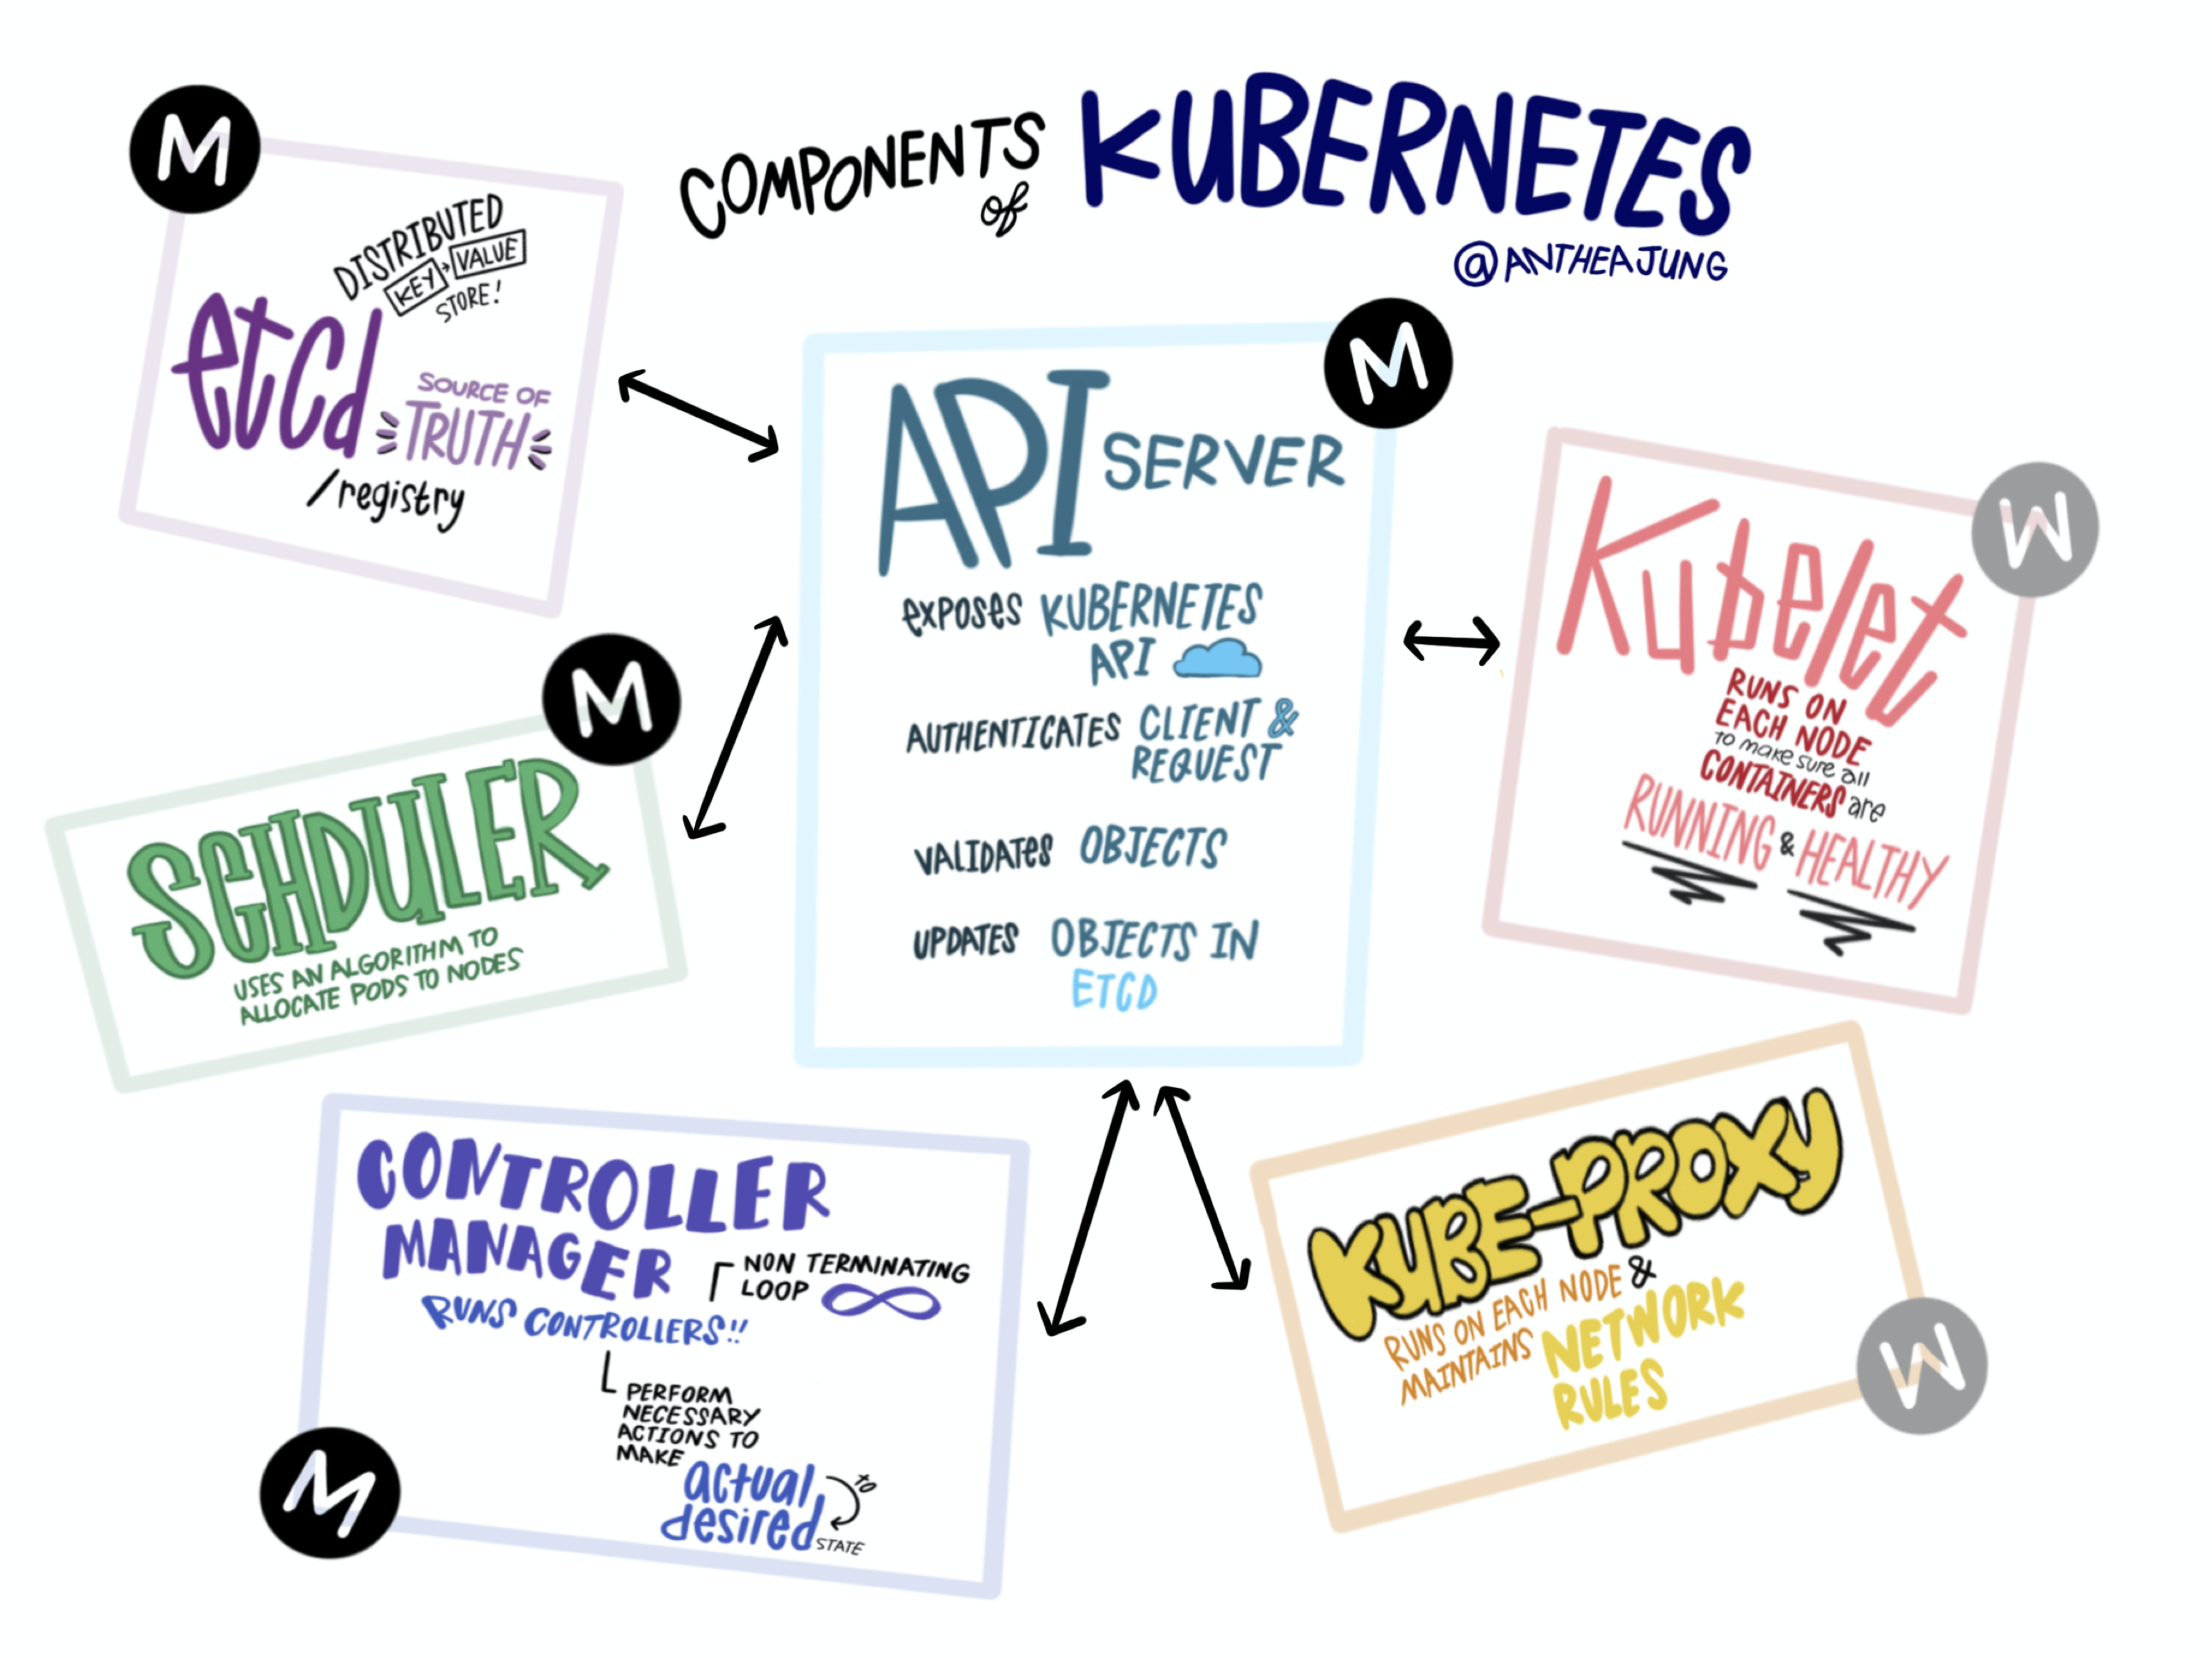 COMPONENTS
of
KUBERNETES
@ANTHEAJUNG
M
DISTRIBUTED
KEY VALUE
STORE!
etcd
SOURCE OF
TRUTH
/registry
M
API SERVER
exposes KUBERNETES
API
AUTHENTICATES CLIENT &
REQUEST
VALIDATes OBJECTS
UPDATES OBJECTS IN
ETCD
W
Kubelet
RUNS ON
EACH NODE
to make sure all
CONTAINERS are
RUNNING & HEALTHY
M
SCHDULER
USES AN ALGORITHM TO
ALLOCATE PODS TO NODES
CONTROLLER
MANAGER
NON TERMINATING
LOOP
RUNS CONTROLLERS!!
PERFORM
NECESSARY
ACTIONS TO
MAKE
actual
to
desired
STATE
M
KUBE-PROXY
RUNS ON EACH NODE &
MAINTAINS NETWORK
RULES
W